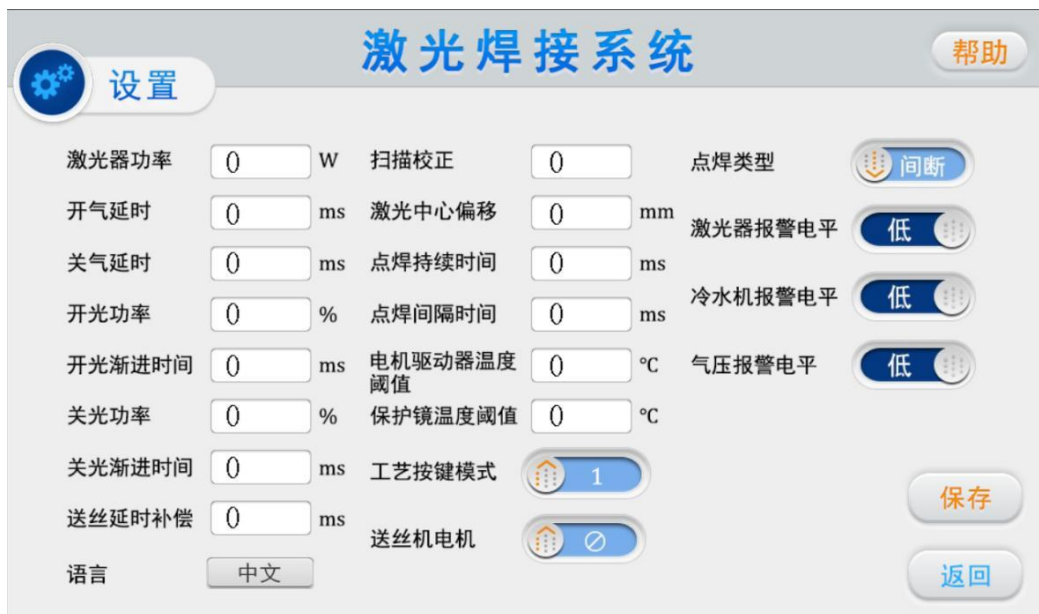 激光焊接系统
帮助
设置
激光器功率 0 W 扫描校正 0 点焊类型 间断
开气延时 0 ms 激光中心偏移 0 mm
激光器报警电平 低
关气延时 0 ms 点焊持续时间 0 ms
冷水机报警电平 低
开光功率 0 % 点焊间隔时间 0 ms
开光渐进时间 0 ms 电机驱动器温度
阈值 0 °C 气压报警电平 低
关光功率 0 % 保护镜温度阈值 0 °C
关光渐进时间 0 ms 工艺按键模式 1
保存
送丝延时补偿 0 ms 送丝机电机
语言 中文
返回